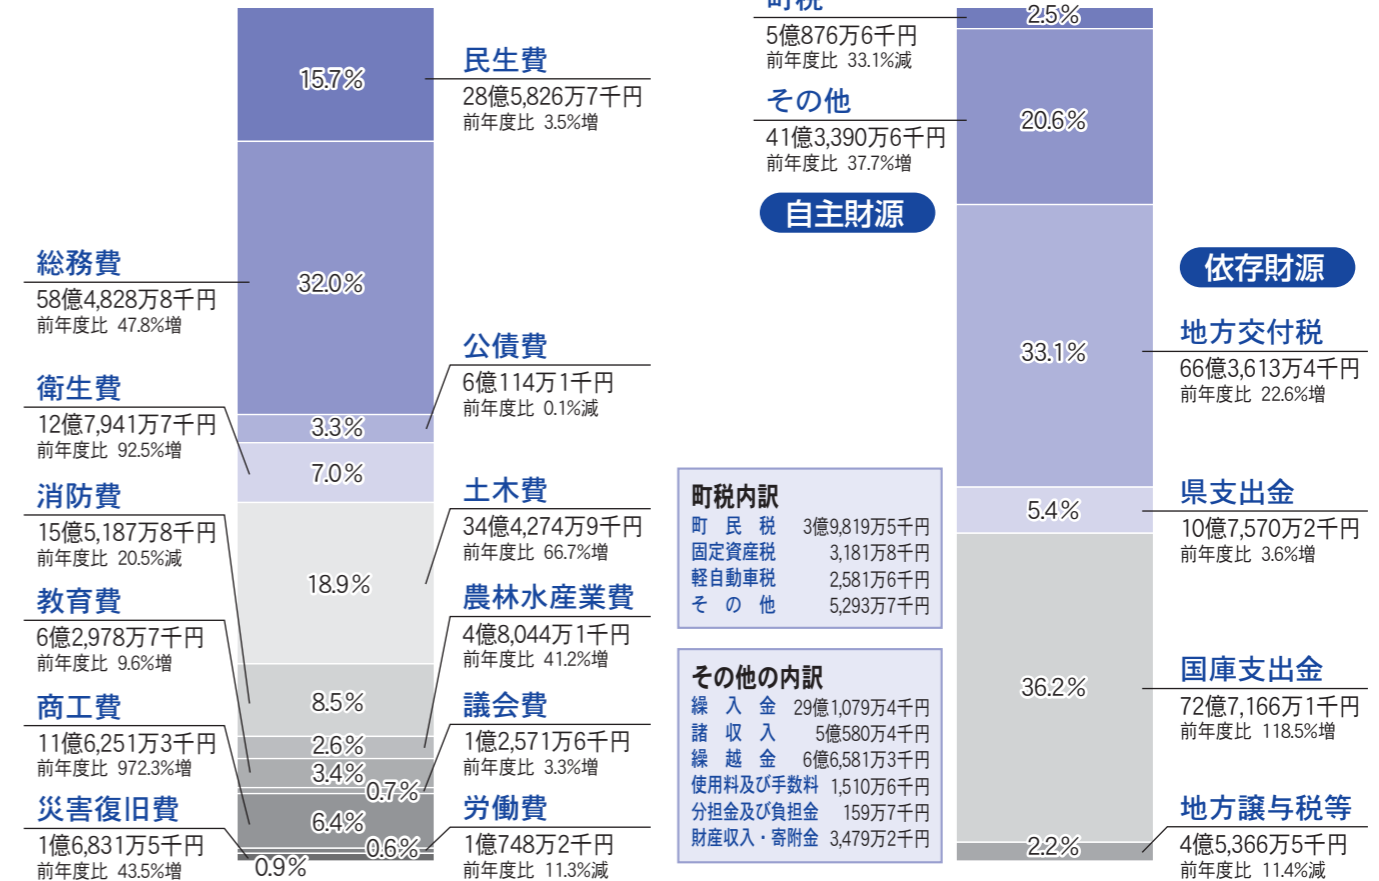 15.7%
民生費
28億5,826万7千円
前年度比 3.5%増
総務費
58億4,828万8千円
前年度比 47.8%増
32.0%
公債費
6億114万1千円
前年度比 0.1%減
3.3%
衛生費
12億7,941万7千円
前年度比 92.5%増
7.0%
消防費
15億5,187万8千円
前年度比 20.5%減
土木費
34億4,274万9千円
前年度比 66.7%増
18.9%
教育費
6億2,978万7千円
前年度比 9.6%増
農林水産業費
4億8,044万1千円
前年度比 41.2%増
8.5%
2.6%
3.4%
0.7%
商工費
11億6,251万3千円
前年度比 972.3%増
議会費
1億2,571万6千円
前年度比 3.3%増
6.4%
0.6%
0.9%
災害復旧費
1億6,831万5千円
前年度比 43.5%増
労働費
1億748万2千円
前年度比 11.3%減
町税
5億876万6千円
前年度比 33.1%減
2.5%
その他
41億3,390万6千円
前年度比 37.7%増
20.6%
自主財源
依存財源
地方交付税
66億3,613万4千円
前年度比 22.6%増
33.1%
県支出金
10億7,570万2千円
前年度比 3.6%増
5.4%
国庫支出金
72億7,166万1千円
前年度比 118.5%増
36.2%
地方譲与税等
4億5,366万5千円
前年度比 11.4%減
2.2%
町税内訳
町民税 3億9,819万5千円
固定資産税 3,181万8千円
軽自動車税 2,581万6千円
その他 5,293万7千円
その他の内訳
繰入金 29億1,079万4千円
諸収入 5億580万4千円
繰越金 6億6,581万3千円
使用料及び手数料 1,510万6千円
分担金及び負担金 159万7千円
財産収入・寄附金 3,479万2千円